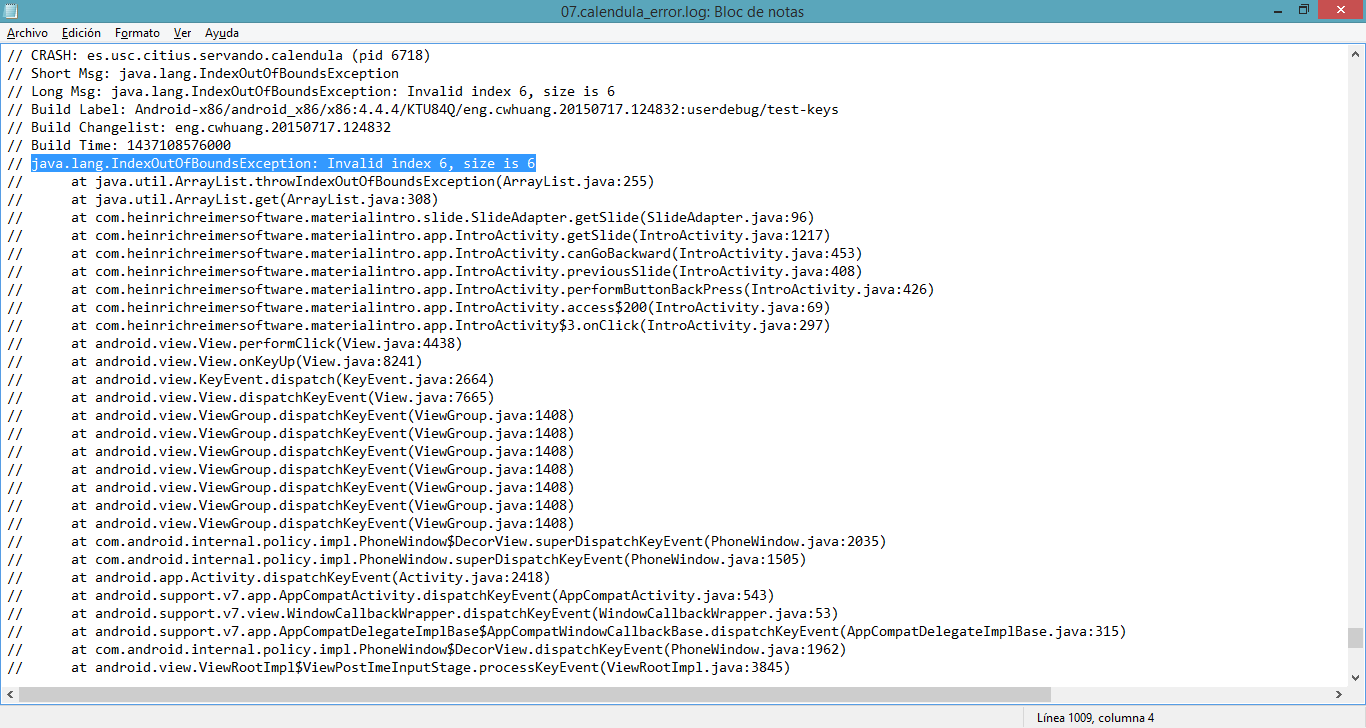 07.calendula_error.log: Bloc de notas
Archivo Edición Formato Ver Ayuda
// CRASH: es.usc.citius.servando.calendula (pid 6718)
// Short Msg: java.lang.IndexOutOfBoundsException
// Long Msg: java.lang.IndexOutOfBoundsException: Invalid index 6, size is 6
// Build Label: Android-x86/android_x86/x86:4.4.4/KTU84Q/eng.cwhuang.20150717.124832:userdebug/test-keys
// Build Changelist: eng.cwhuang.20150717.124832
// Build Time: 1437108576000
// java.lang.IndexOutOfBoundsException: Invalid index 6, size is 6
//      at java.util.ArrayList.throwIndexOutOfBoundsException(ArrayList.java:255)
//      at java.util.ArrayList.get(ArrayList.java:308)
//      at com.heinrichreimersoftware.materialintro.slide.SlideAdapter.getSlide(SlideAdapter.java:96)
//      at com.heinrichreimersoftware.materialintro.app.IntroActivity.getSlide(IntroActivity.java:1217)
//      at com.heinrichreimersoftware.materialintro.app.IntroActivity.canGoBackward(IntroActivity.java:453)
//      at com.heinrichreimersoftware.materialintro.app.IntroActivity.previousSlide(IntroActivity.java:408)
//      at com.heinrichreimersoftware.materialintro.app.IntroActivity.performButtonBackPress(IntroActivity.java:426)
//      at com.heinrichreimersoftware.materialintro.app.IntroActivity.access$200(IntroActivity.java:69)
//      at com.heinrichreimersoftware.materialintro.app.IntroActivity$3.onClick(IntroActivity.java:297)
//      at android.view.View.performClick(View.java:4438)
//      at android.view.View.onKeyUp(View.java:8241)
//      at android.view.KeyEvent.dispatch(KeyEvent.java:2664)
//      at android.view.View.dispatchKeyEvent(View.java:7665)
//      at android.view.ViewGroup.dispatchKeyEvent(ViewGroup.java:1408)
//      at android.view.ViewGroup.dispatchKeyEvent(ViewGroup.java:1408)
//      at android.view.ViewGroup.dispatchKeyEvent(ViewGroup.java:1408)
//      at android.view.ViewGroup.dispatchKeyEvent(ViewGroup.java:1408)
//      at android.view.ViewGroup.dispatchKeyEvent(ViewGroup.java:1408)
//      at android.view.ViewGroup.dispatchKeyEvent(ViewGroup.java:1408)
//      at android.view.ViewGroup.dispatchKeyEvent(ViewGroup.java:1408)
//      at com.android.internal.policy.impl.PhoneWindow$DecorView.superDispatchKeyEvent(PhoneWindow.java:2035)
//      at com.android.internal.policy.impl.PhoneWindow.superDispatchKeyEvent(PhoneWindow.java:1505)
//      at android.app.Activity.dispatchKeyEvent(Activity.java:2418)
//      at android.support.v7.app.AppCompatActivity.dispatchKeyEvent(AppCompatActivity.java:543)
//      at android.support.v7.view.WindowCallbackWrapper.dispatchKeyEvent(WindowCallbackWrapper.java:53)
//      at android.support.v7.app.AppCompatDelegateImplBase$AppCompatWindowCallbackBase.dispatchKeyEvent(AppCompatDelegateImplBase.java:315)
//      at com.android.internal.policy.impl.PhoneWindow$DecorView.dispatchKeyEvent(PhoneWindow.java:1962)
//      at android.view.ViewRootImpl$ViewPostImeInputStage.processKeyEvent(ViewRootImpl.java:3845)
Línea 1009, columna 4